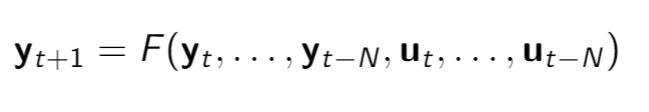 y_{t+1} = F(y_t, …, y_{t−N}, u_t, …, u_{t−N})